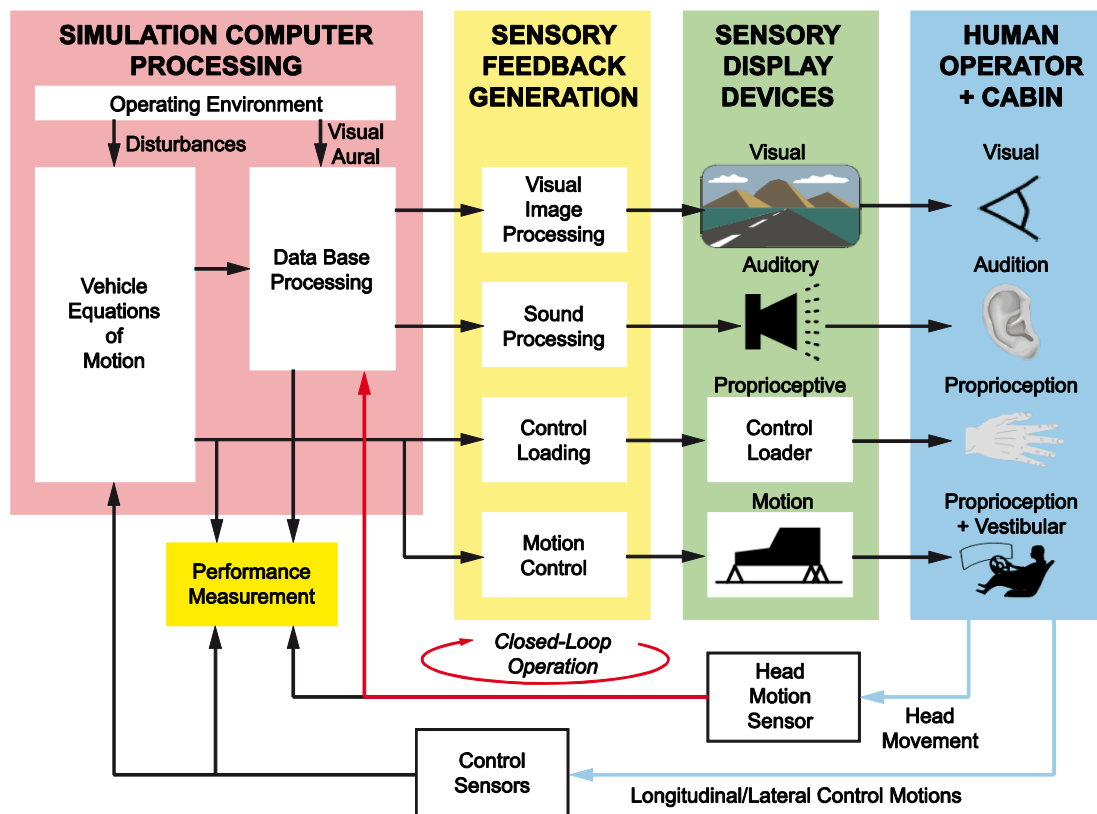 SIMULATION COMPUTER
PROCESSING
SENSORY
FEEDBACK
GENERATION
SENSORY
DISPLAY
DEVICES
HUMAN
OPERATOR
+ CABIN
Operating Environment
Disturbances
Visual
Aural
Vehicle
Equations
of
Motion
Data Base
Processing
Visual
Image
Processing
Sound
Processing
Control
Loading
Motion
Control
Visual
Auditory
Proprioceptive
Control
Loader
Motion
Visual
Audition
Proprioception
Proprioception
+ Vestibular
Performance
Measurement
Closed-Loop
Operation
Head
Motion
Sensor
Head
Movement
Control
Sensors
Longitudinal/Lateral Control Motions